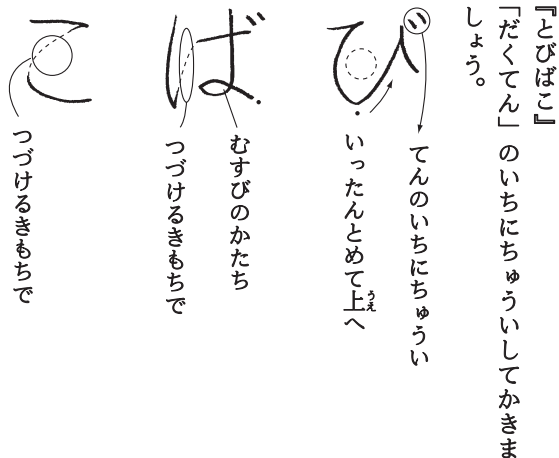 『とびばこ』
「だくてん」のいちにちゅういしてかきま
しょう。
び
てんのいちにちゅうい
いったんとめて上へ
うえ
ば
むすびのかたち
つづけるきもちで
こ
つづけるきもちで